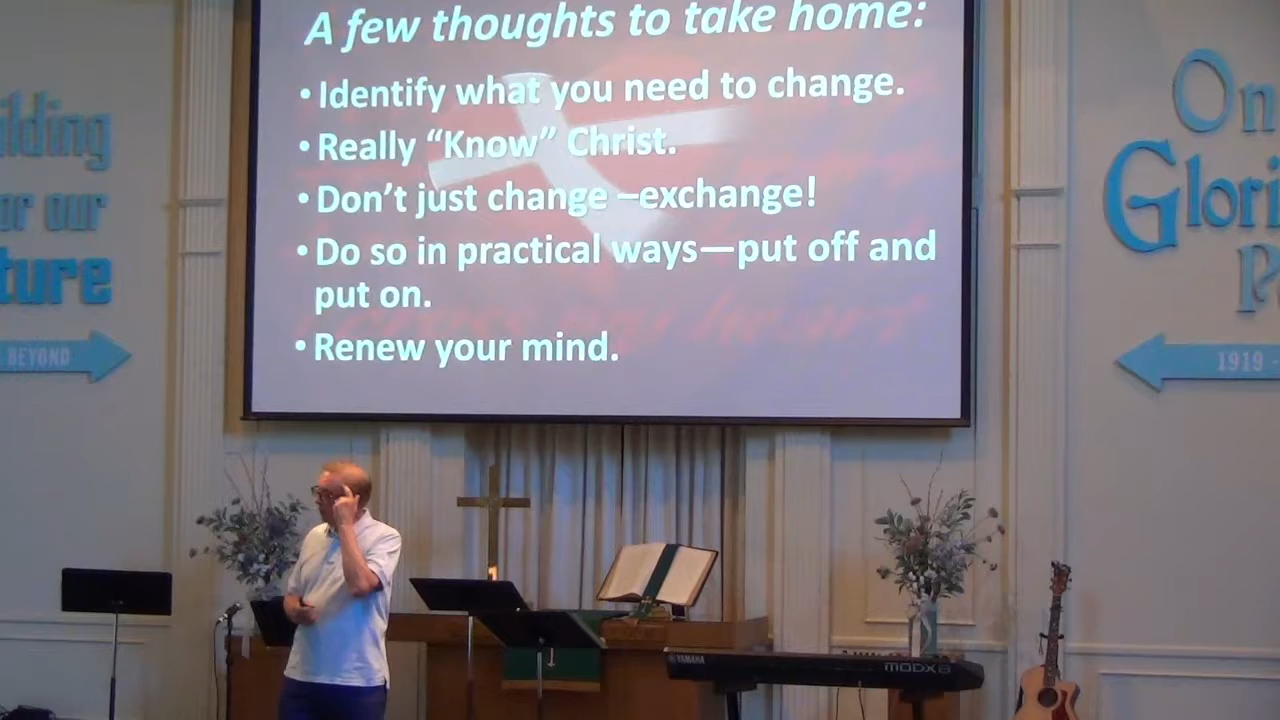 A few thoughts to take home:
• Identify what you need to change.
• Really “Know” Christ.
• Don’t just change –exchange!
• Do so in practical ways—put off and
put on.
• Renew your mind.
ilding
or our
ture
BEYOND
On
Glori
P
1919 -
YAMAHA
MODX8